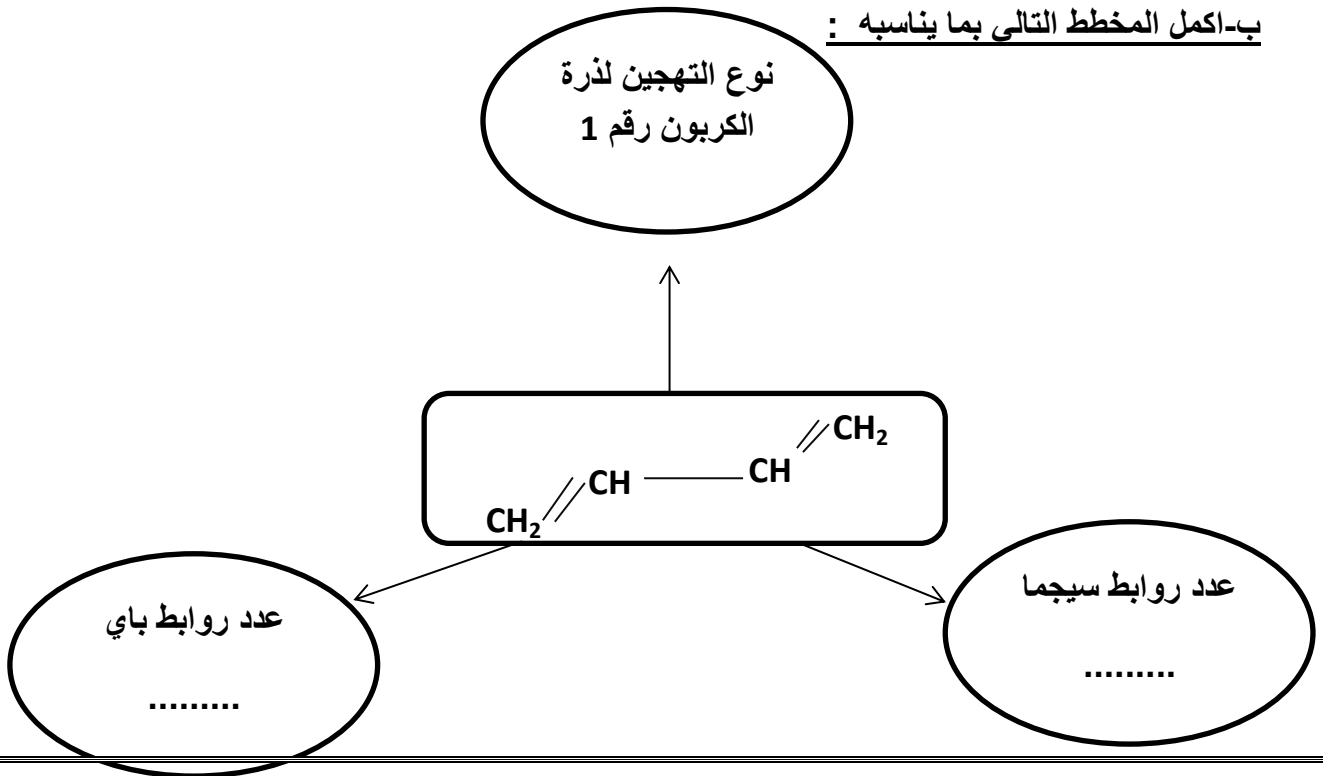 ب-اكمل المخطط التالي بما يناسبه :
نوع التهجين لذرة
الكربون رقم 1
CH₂
CH
CH
CH₂
عدد روابط سيجما
.........
عدد روابط باي
.........